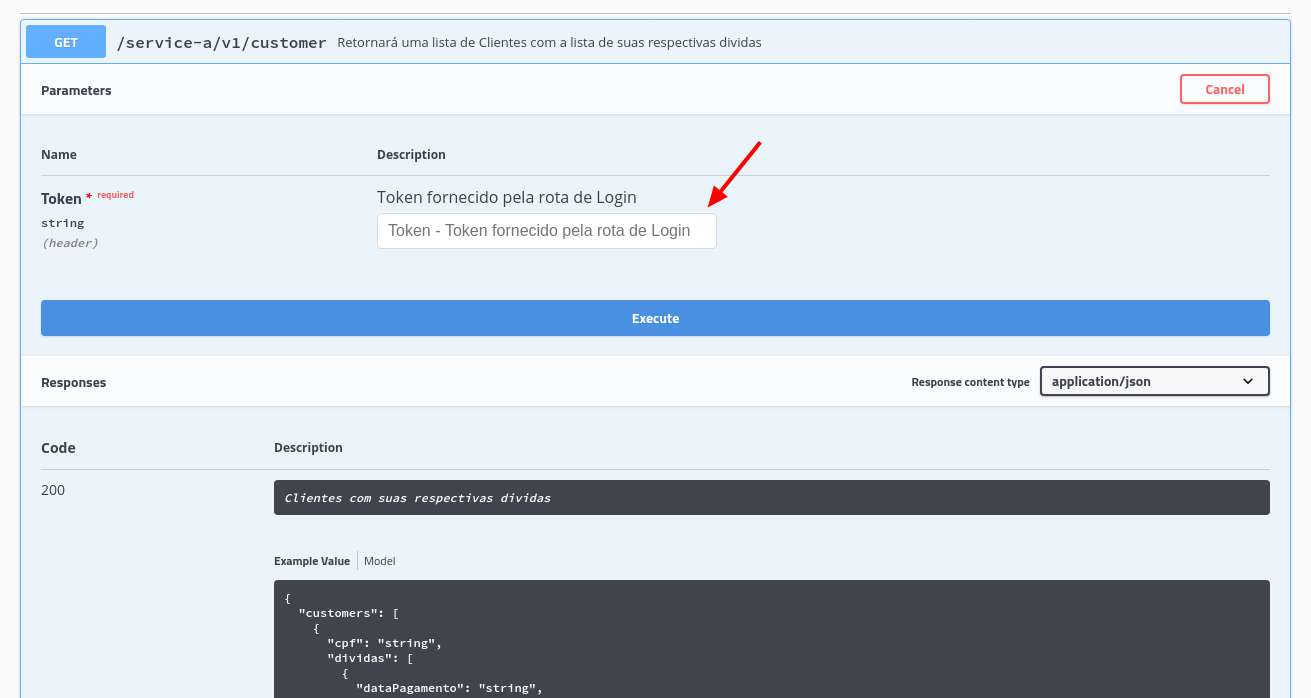 GET /service-a/v1/customer Retornará uma lista de Clientes com a lista de suas respectivas dividas
Parameters Cancel
Name Description
Token * required Token fornecido pela rota de Login
string Token - Token fornecido pela rota de Login
(header)
Execute
Responses Response content type application/json
Code Description
200 Clientes com suas respectivas dividas
Example Value Model
{
"customers": [
{
"cpf": "string",
"dividas": [
{
"dataPagamento": "string",